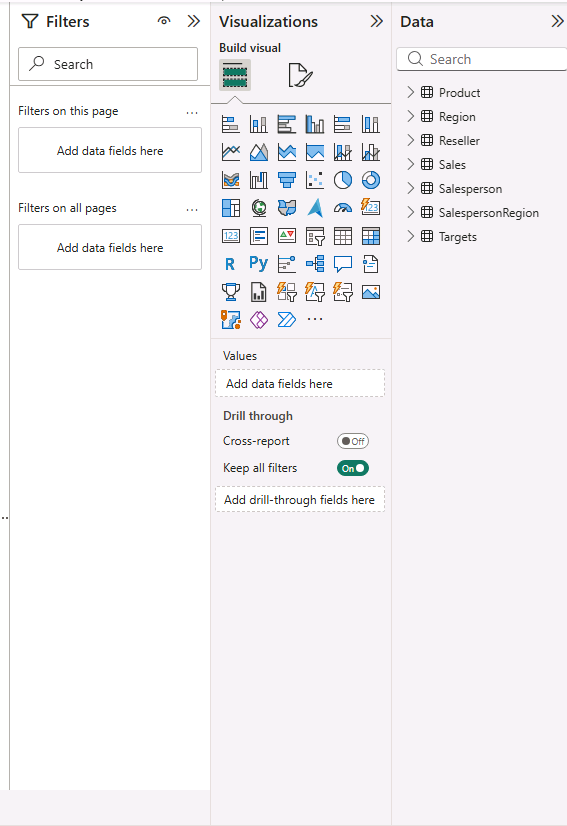 Filters
Search
Filters on this page
...
Add data fields here
Filters on all pages
...
Add data fields here
Visualizations
Build visual
123
123
R
Py
...
Values
Add data fields here
Drill through
Cross-report
Off
Keep all filters
On
Add drill-through fields here
Data
Search
Product
Region
Reseller
Sales
Salesperson
SalespersonRegion
Targets